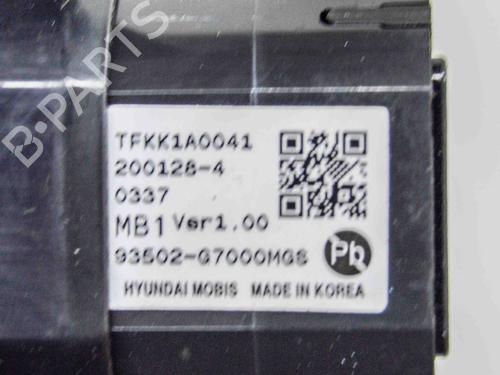 B-PARTS
TFKK1A0041
200128-4
0337
MB1 Ver1.00
93502-G7000MGS
Pb
HYUNDAI MOBIS MADE IN KOREA